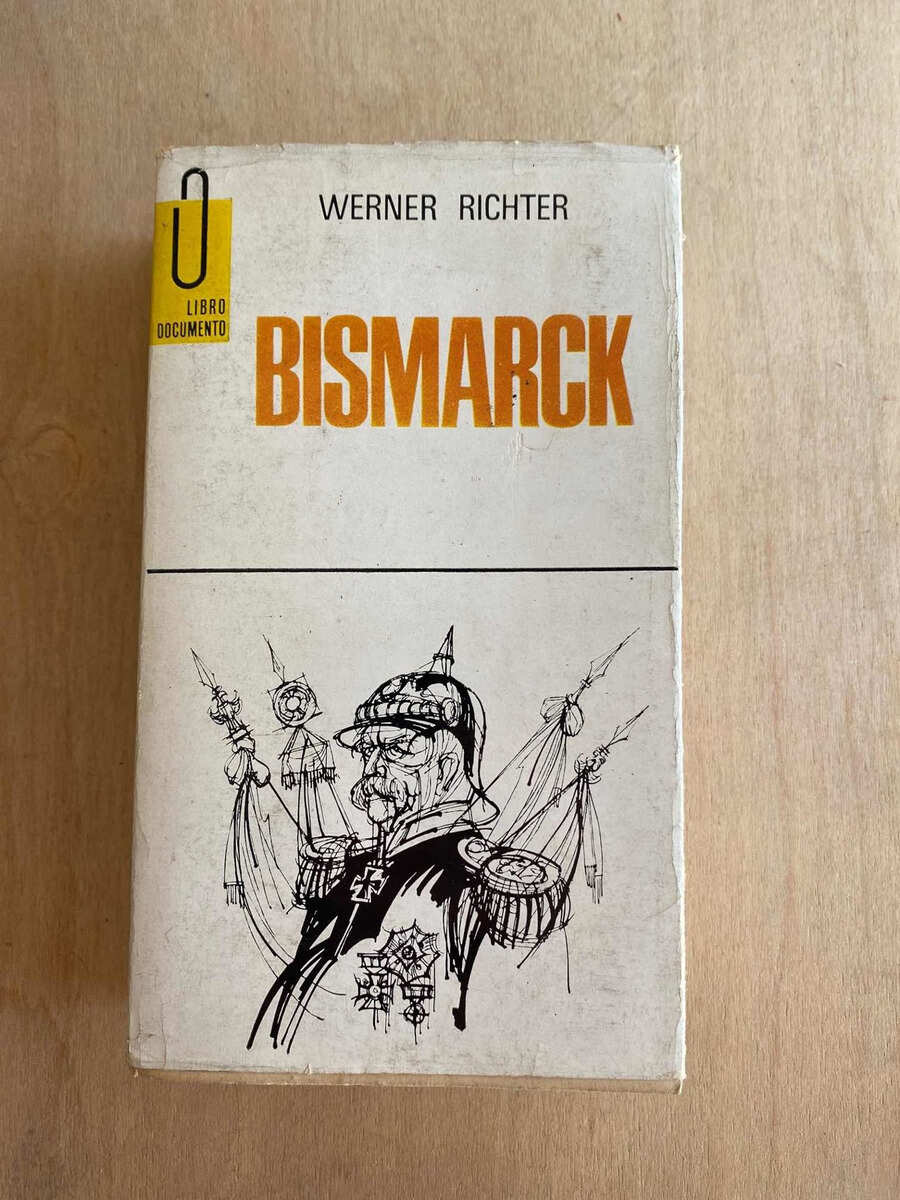 WERNER RICHTER
LIBRO
DOCUMENTO
BISMARCK